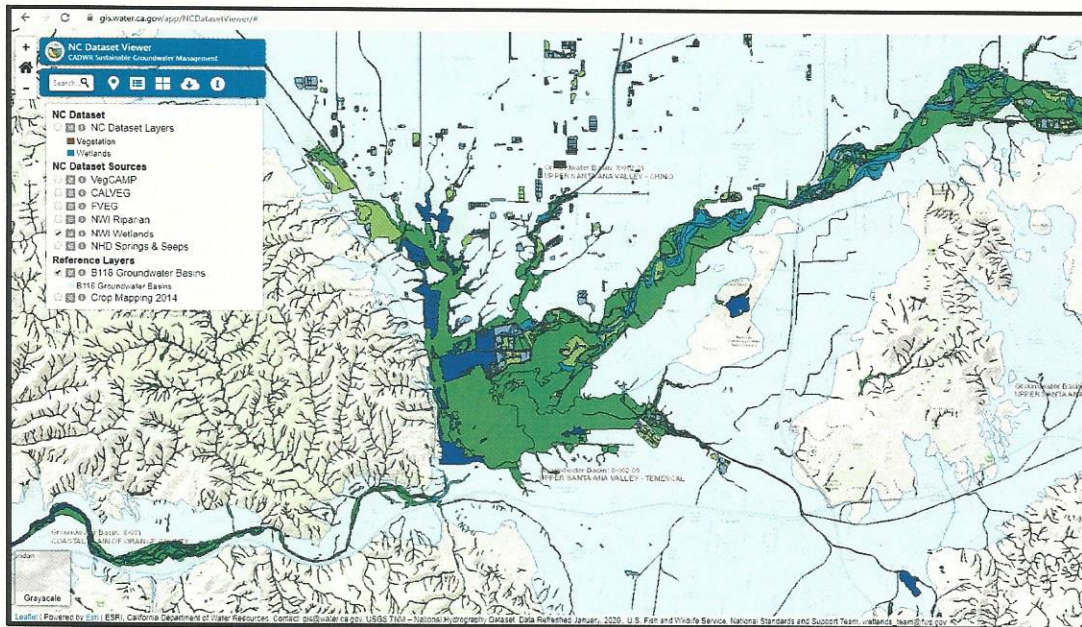 gis.water.ca.gov/app/NCDatasetViewer/#
+
-
NC Dataset Viewer
CADWR Sustainable Groundwater Management
Search
NC Dataset
NC Dataset Layers
Vegetation
Wetlands
NC Dataset Sources
VegCAMP
CALVEG
FVEG
NWI Riparian
NWI Wetlands
NHD Springs & Seeps
Reference Layers
B118 Groundwater Basins
B118 Groundwater Basins
Crop Mapping 2014
UPPER SANTA ANA VALLEY - CHINO
UPPER SANTA ANA VALLEY - TEMESCAL
UPPER SANTA ANA
Grayscale
Leaflet | Powered by Esri | ESRI, California Department of Water Resources. Contact: gis@water.ca.gov, USGS TNM – National Hydrography Dataset. Data Refreshed January, 2020., U.S. Fish and Wildlife Service, National Standards and Support Team, wetlands_team@fws.gov